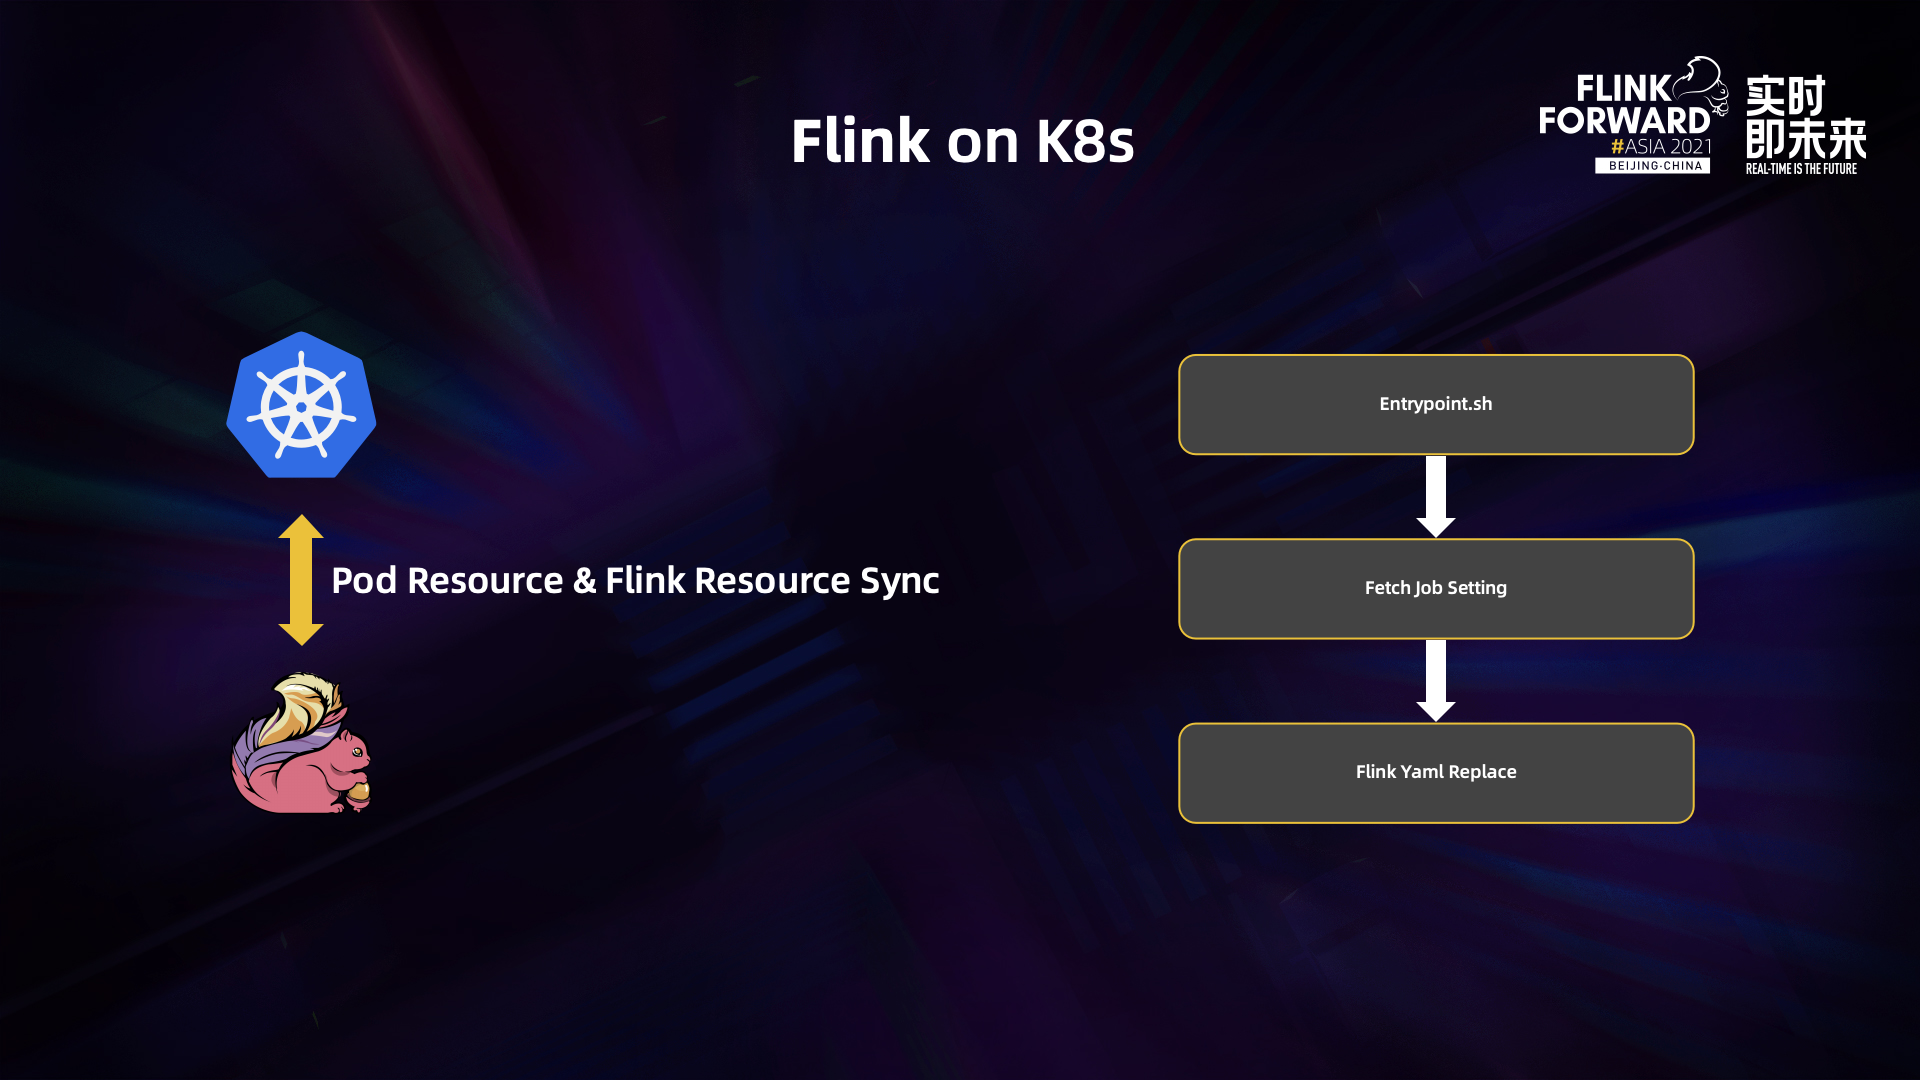 Flink on K8s
FLINK
FORWARD
#ASIA 2021
BEIJING·CHINA
实时
即未来
REAL-TIME IS THE FUTURE
Pod Resource & Flink Resource Sync
Entrypoint.sh
Fetch Job Setting
Flink Yaml Replace